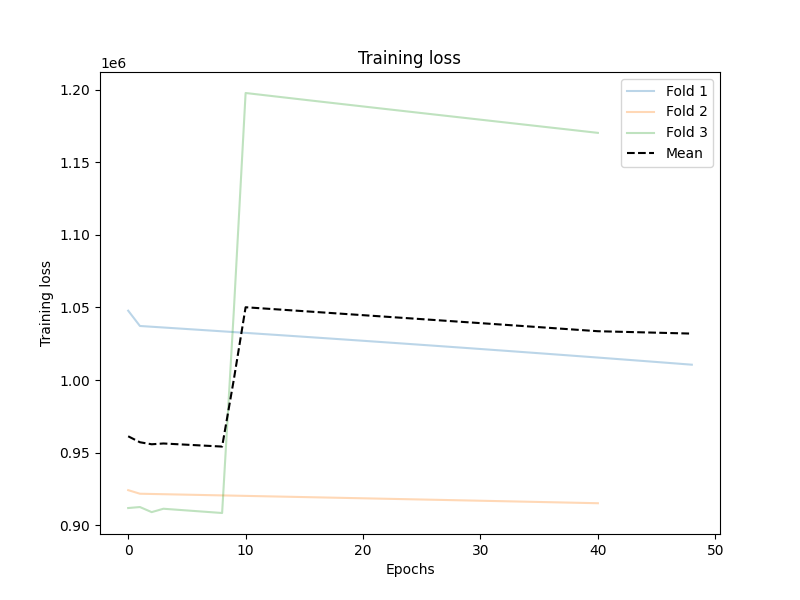 Training loss
1e6
1.20
1.15
1.10
1.05
1.00
0.95
0.90
Training loss
0
10
20
30
40
50
Epochs
Fold 1
Fold 2
Fold 3
Mean